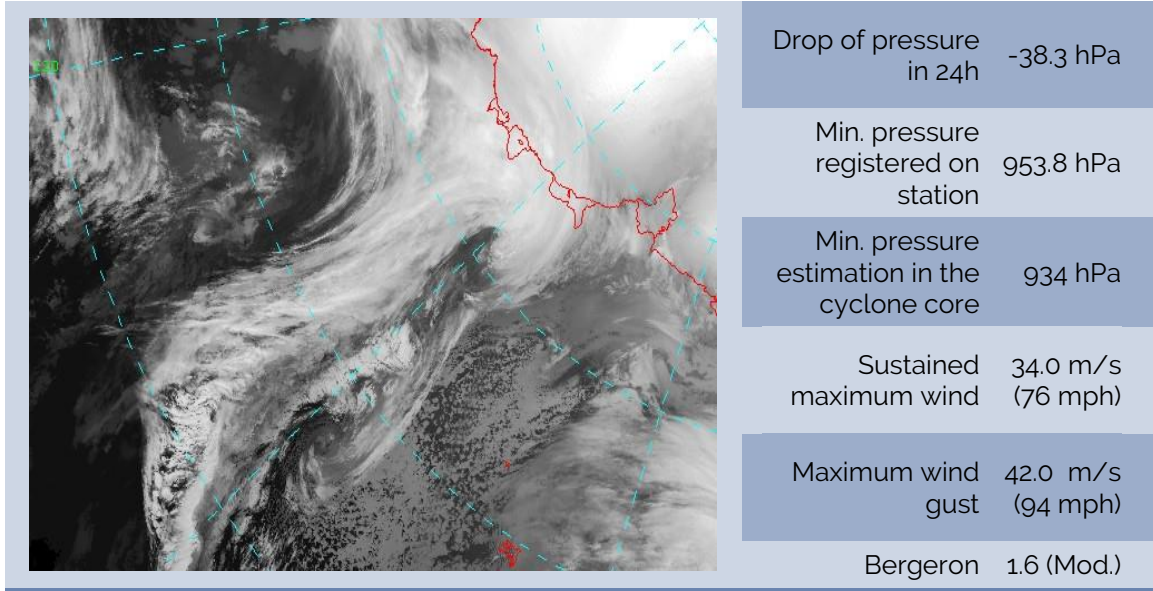 Drop of pressure
in 24h
-38.3 hPa
Min. pressure
registered on
station
953.8 hPa
Min. pressure
estimation in the
cyclone core
934 hPa
Sustained
maximum wind
34.0 m/s
(76 mph)
Maximum wind
gust
42.0 m/s
(94 mph)
Bergeron
1.6 (Mod.)